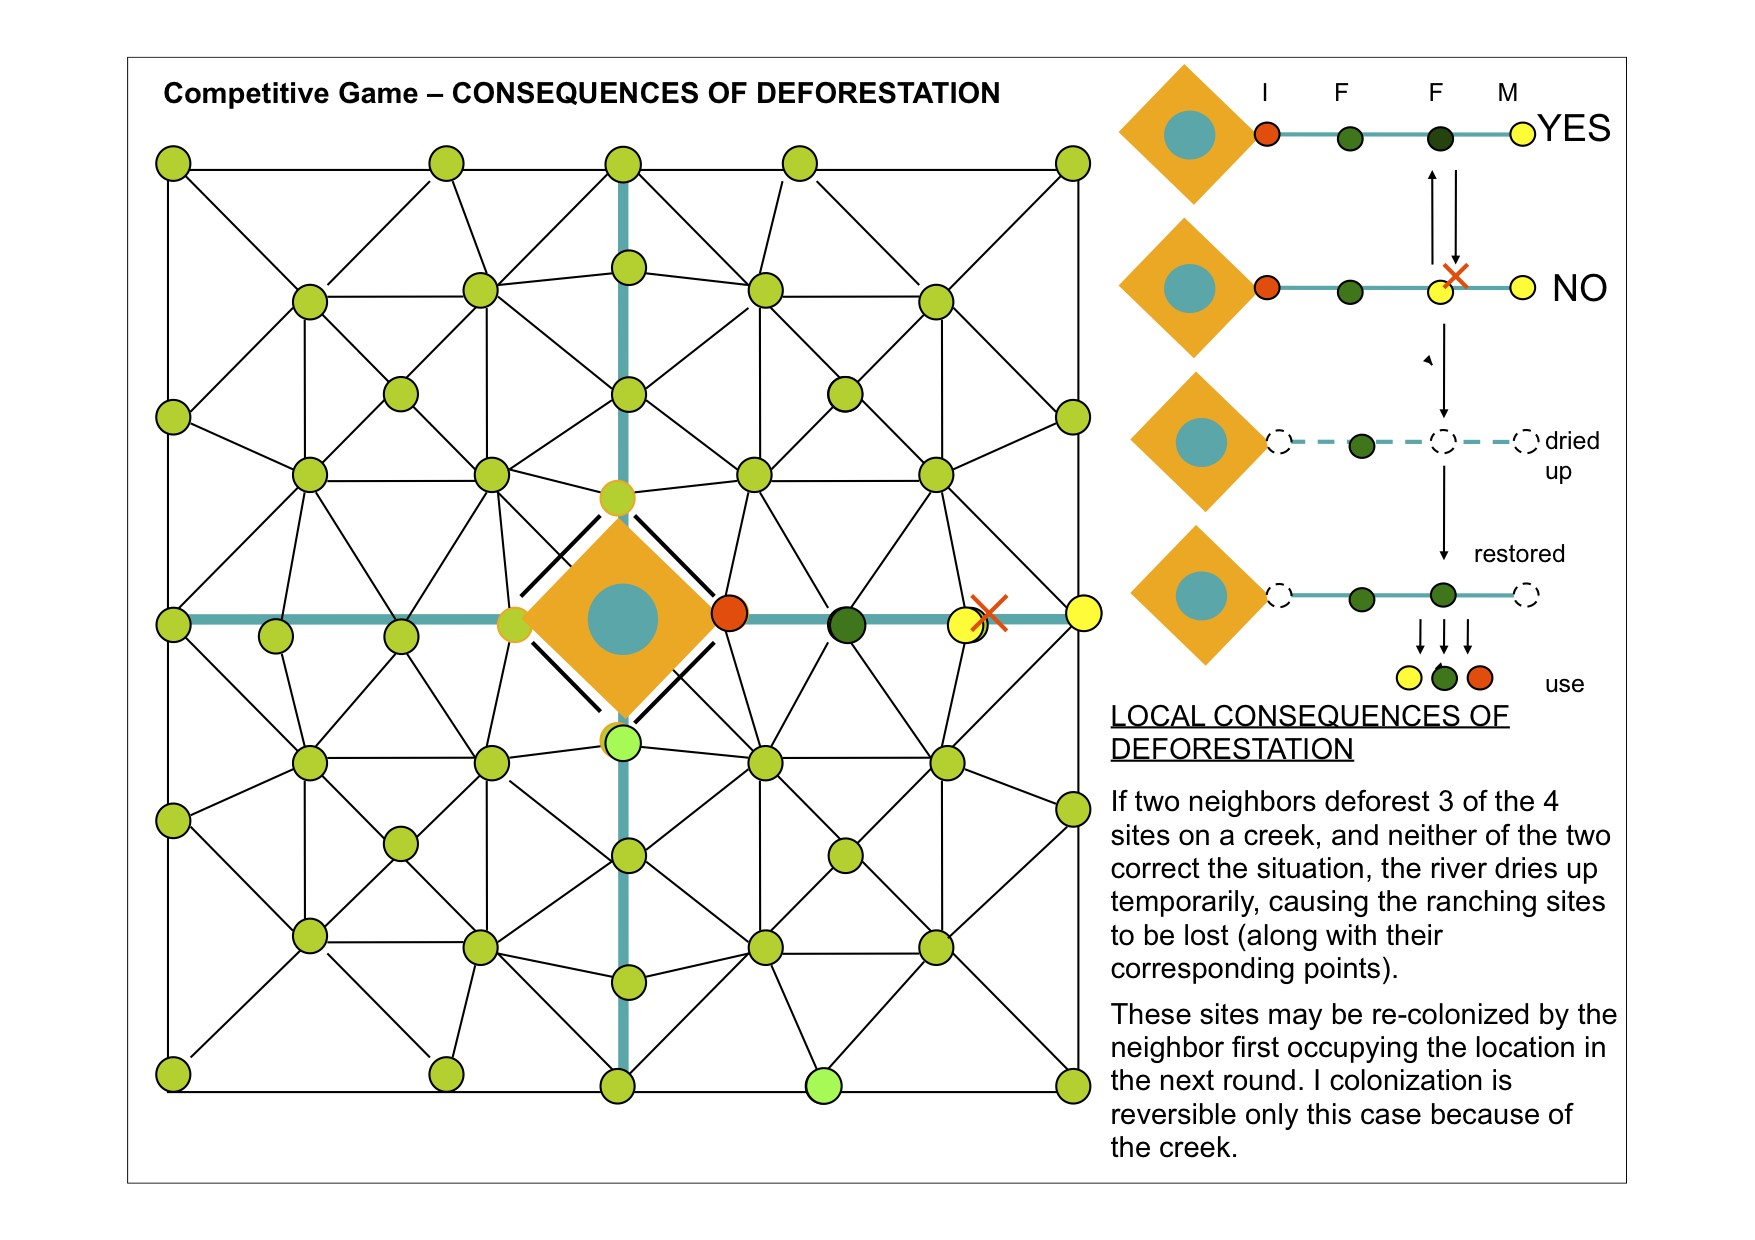 Competitive Game – CONSEQUENCES OF DEFORESTATION
I F F M
YES
NO
dried
up
restored
use
LOCAL CONSEQUENCES OF
DEFORESTATION
If two neighbors deforest 3 of the 4
sites on a creek, and neither of the two
correct the situation, the river dries up
temporarily, causing the ranching sites
to be lost (along with their
corresponding points).
These sites may be re-colonized by the
neighbor first occupying the location in
the next round. I colonization is
reversible only this case because of
the creek.